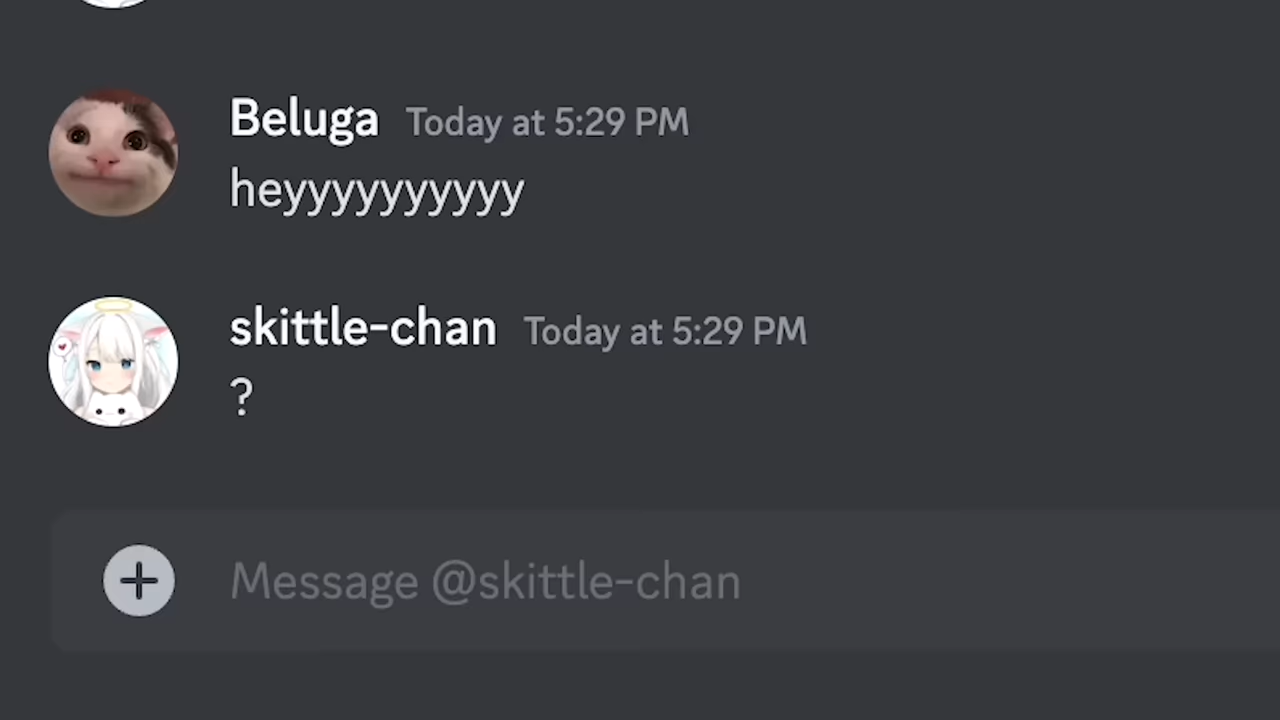 Beluga Today at 5:29 PM
heyyyyyyyyyy
skittle-chan Today at 5:29 PM
?
Message @skittle-chan